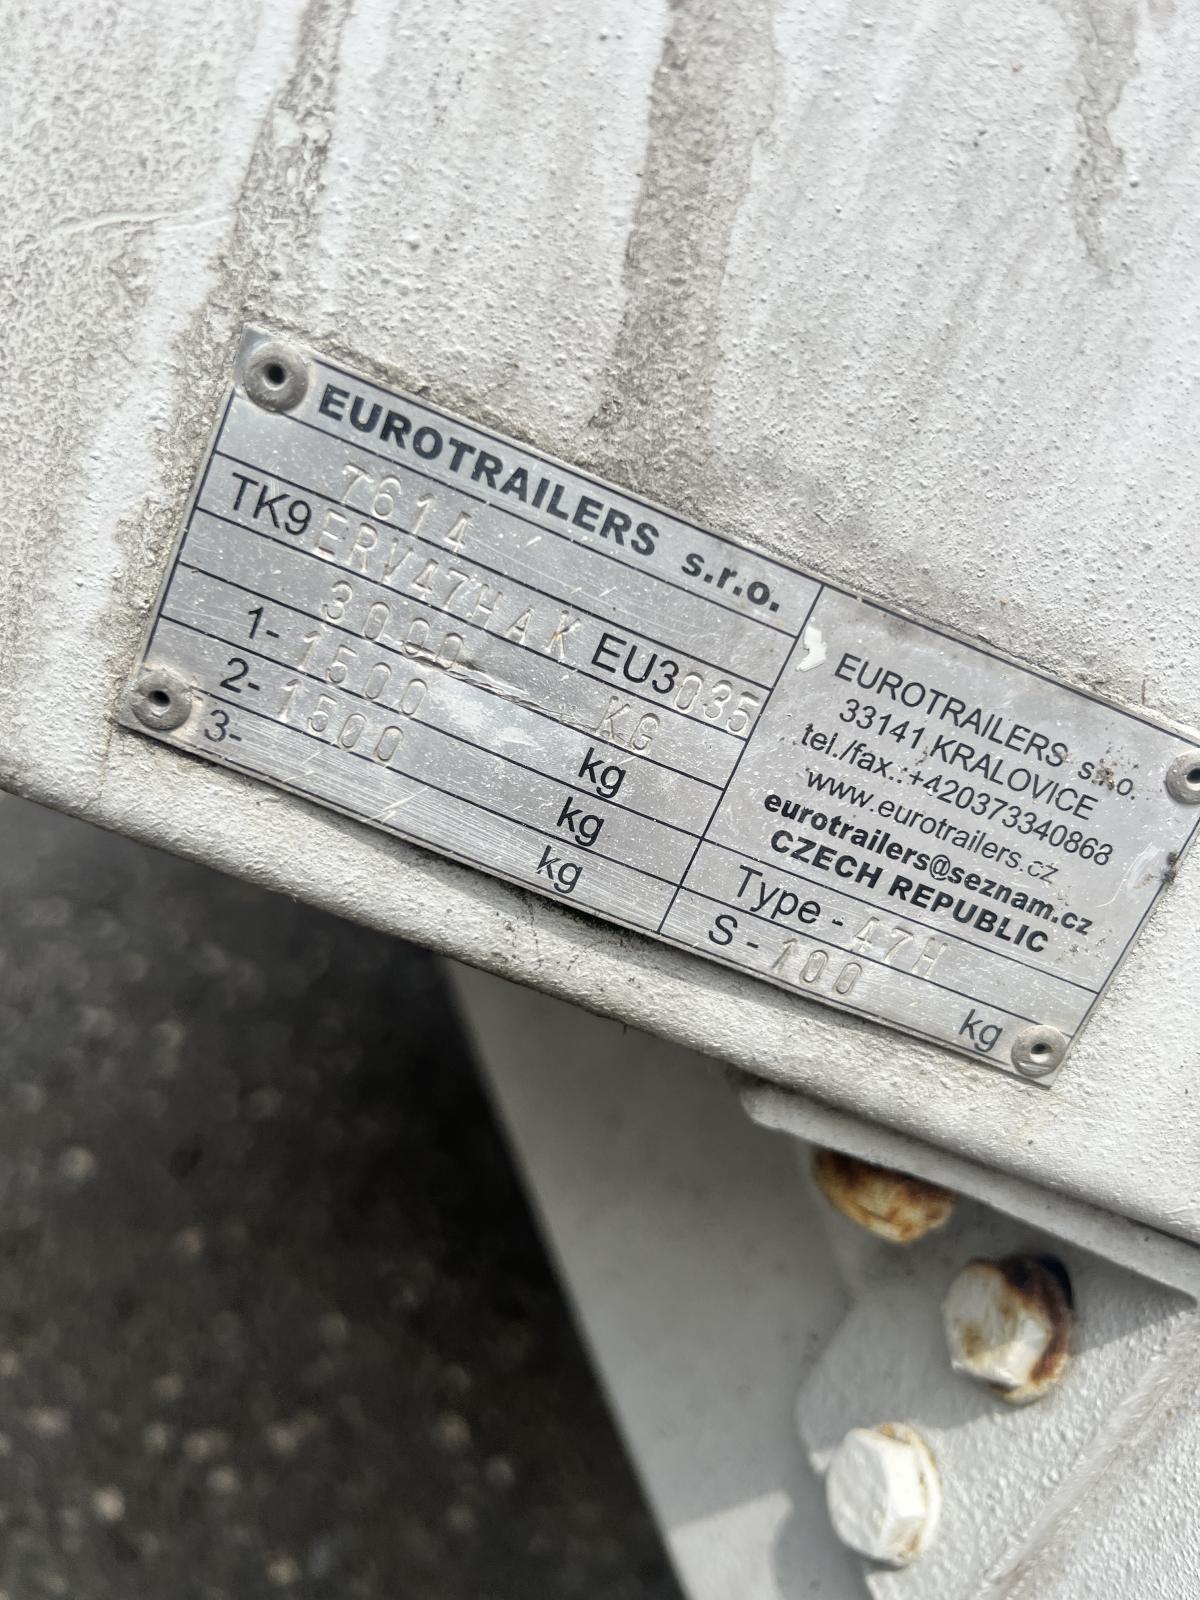 EUROTRAILERS s.r.o.
7614
TK9ERV47HAKEU3035
3000 KG
1- 1500 kg
2- 1500 kg
3- kg
EUROTRAILERS s.r.o.
33141 KRALOVICE
tel./fax.:+420373340868
www.eurotrailers.cz
eurotrailers@seznam.cz
CZECH REPUBLIC
Type - 47H
S - 100 kg